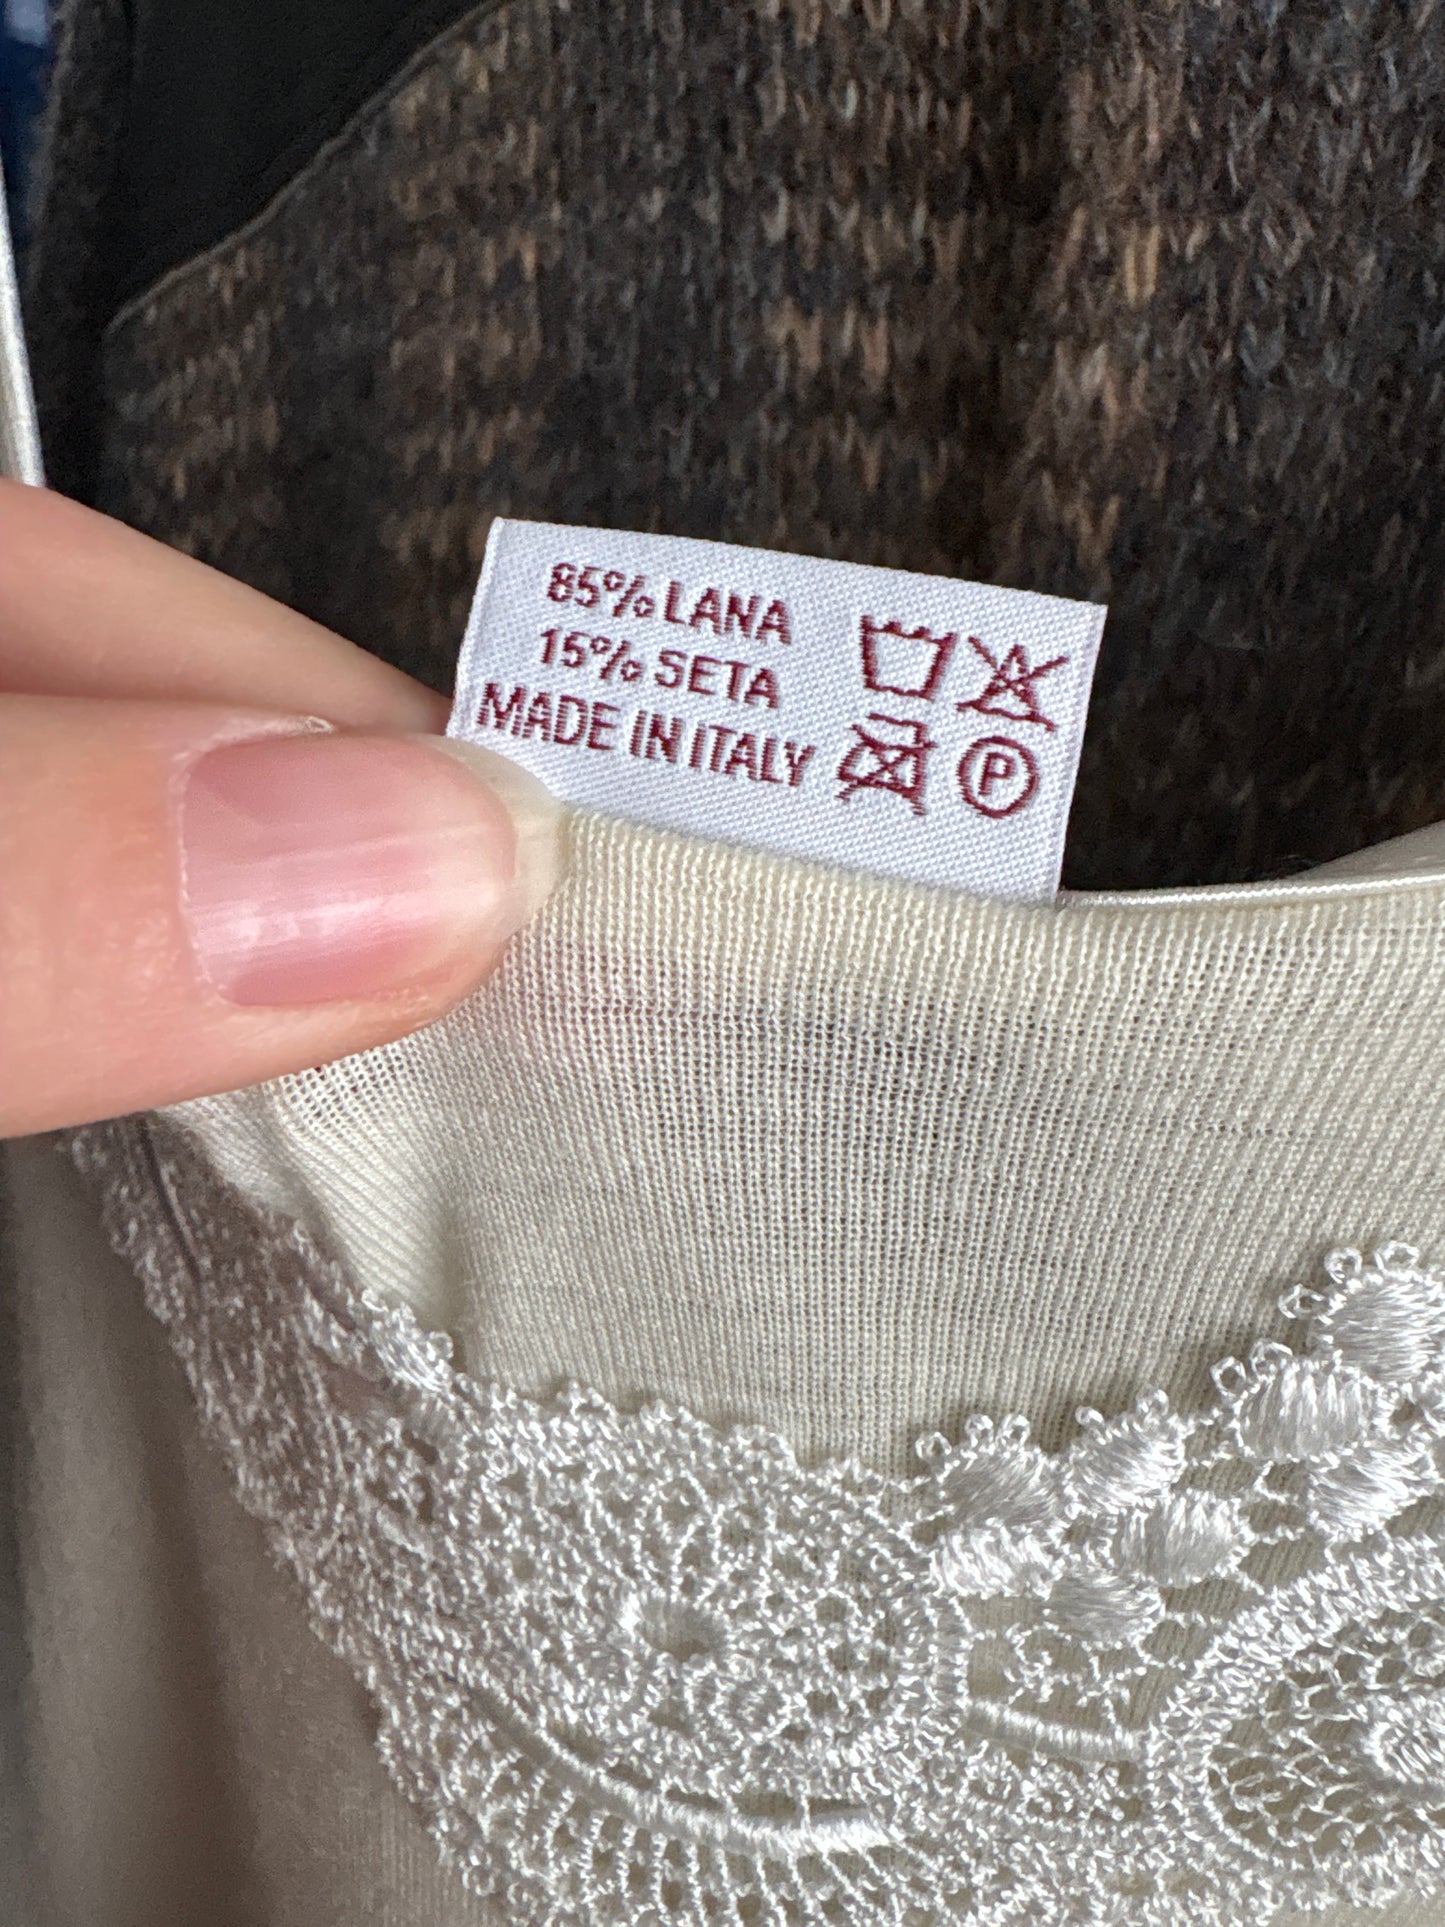 85% LANA
15% SETA
MADE IN ITALY
P